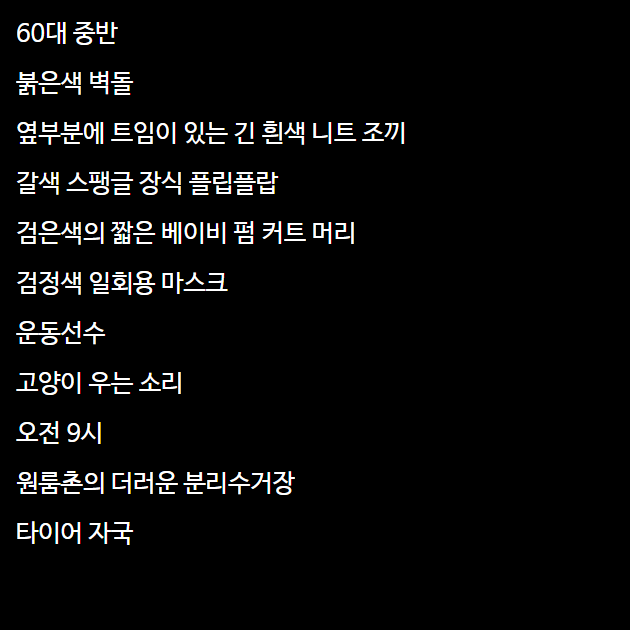 60대 중반
붉은색 벽돌
옆부분에 트임이 있는 긴 흰색 니트 조끼
갈색 스팽글 장식 플립플랍
검은색의 짧은 베이비 펌 커트 머리
검정색 일회용 마스크
운동선수
고양이 우는 소리
오전 9시
원룸촌의 더러운 분리수거장
타이어 자국